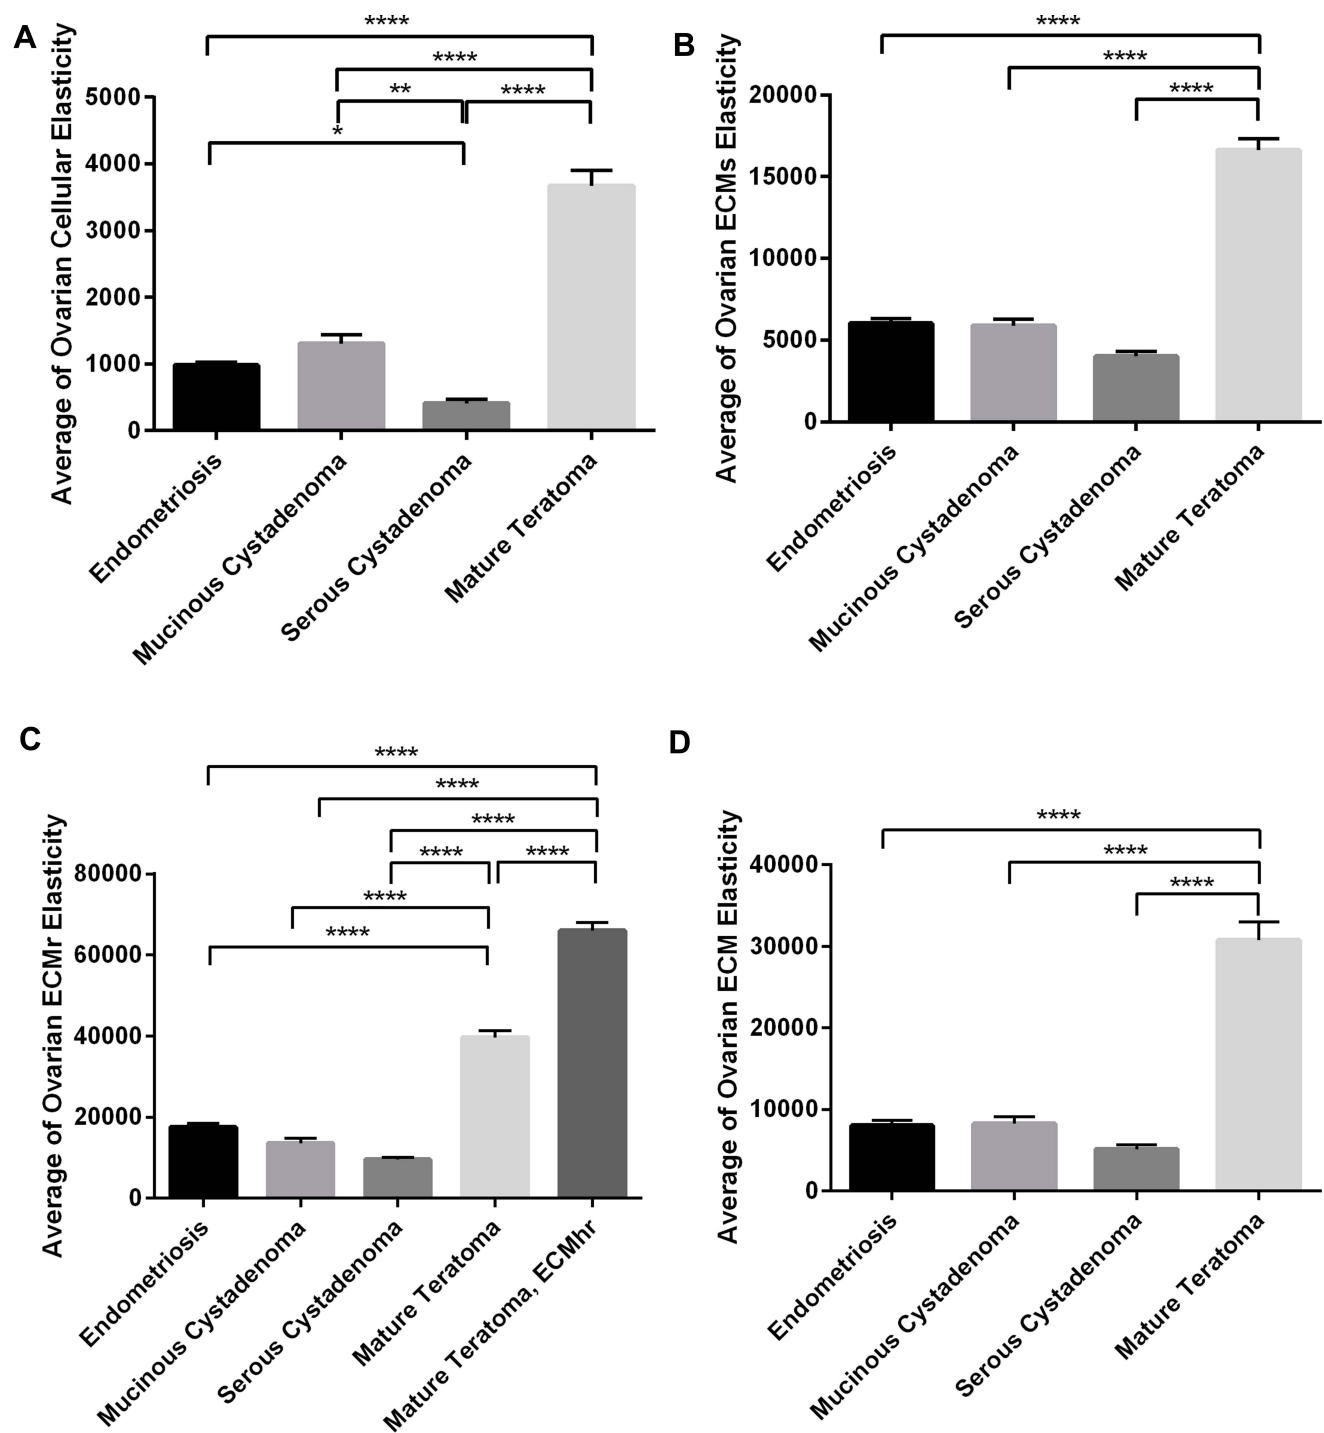 A
Average of Ovarian Cellular Elasticity
****
****
**
****
*
5000
4000
3000
2000
1000
0
Endometriosis
Mucinous Cystadenoma
Serous Cystadenoma
Mature Teratoma
B
Average of Ovarian ECMs Elasticity
****
****
****
20000
15000
10000
5000
0
Endometriosis
Mucinous Cystadenoma
Serous Cystadenoma
Mature Teratoma
C
Average of Ovarian ECMr Elasticity
****
****
****
****
****
****
****
80000
60000
40000
20000
0
Endometriosis
Mucinous Cystadenoma
Serous Cystadenoma
Mature Teratoma
Mature Teratoma, ECMhr
D
Average of Ovarian ECM Elasticity
****
****
****
40000
30000
20000
10000
0
Endometriosis
Mucinous Cystadenoma
Serous Cystadenoma
Mature Teratoma